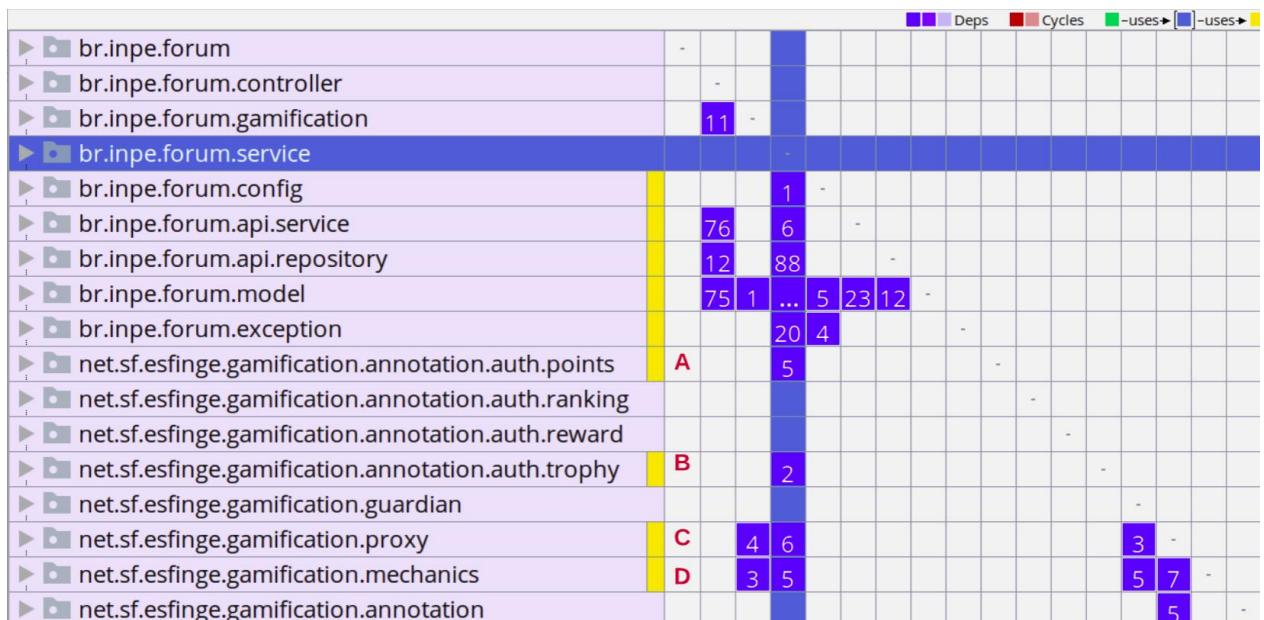 Deps Cycles -uses→[ ]-uses→
br.inpe.forum -
br.inpe.forum.controller -
br.inpe.forum.gamification 11 -
br.inpe.forum.service -
br.inpe.forum.config 1 -
br.inpe.forum.api.service 76 6 -
br.inpe.forum.api.repository 12 88 -
br.inpe.forum.model 75 1 ... 5 23 12 -
br.inpe.forum.exception 20 4 -
net.sf.esfinge.gamification.annotation.auth.points A 5 -
net.sf.esfinge.gamification.annotation.auth.ranking -
net.sf.esfinge.gamification.annotation.auth.reward -
net.sf.esfinge.gamification.annotation.auth.trophy B 2 -
net.sf.esfinge.gamification.guardian -
net.sf.esfinge.gamification.proxy C 4 6 3 -
net.sf.esfinge.gamification.mechanics D 3 5 5 7 -
net.sf.esfinge.gamification.annotation 5 -